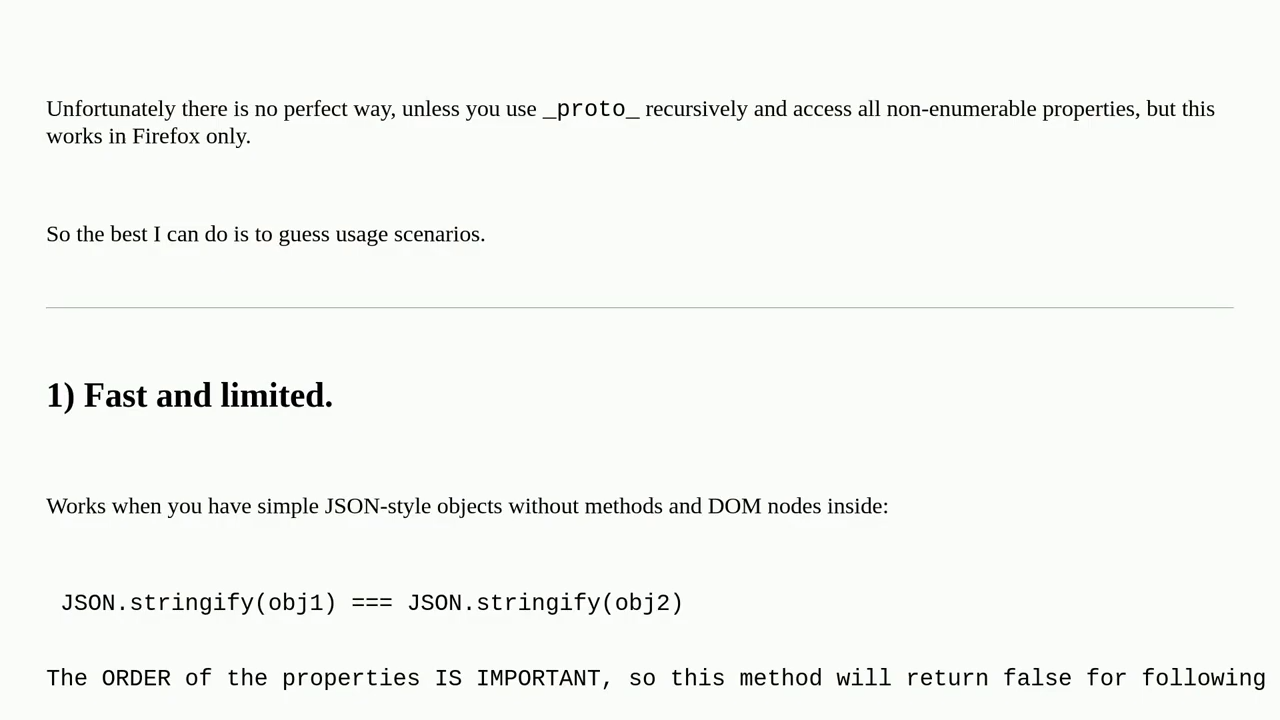 Unfortunately there is no perfect way, unless you use _proto_ recursively and access all non-enumerable properties, but this
works in Firefox only.
So the best I can do is to guess usage scenarios.
1) Fast and limited.
Works when you have simple JSON-style objects without methods and DOM nodes inside:
JSON.stringify(obj1) === JSON.stringify(obj2)
The ORDER of the properties IS IMPORTANT, so this method will return false for following